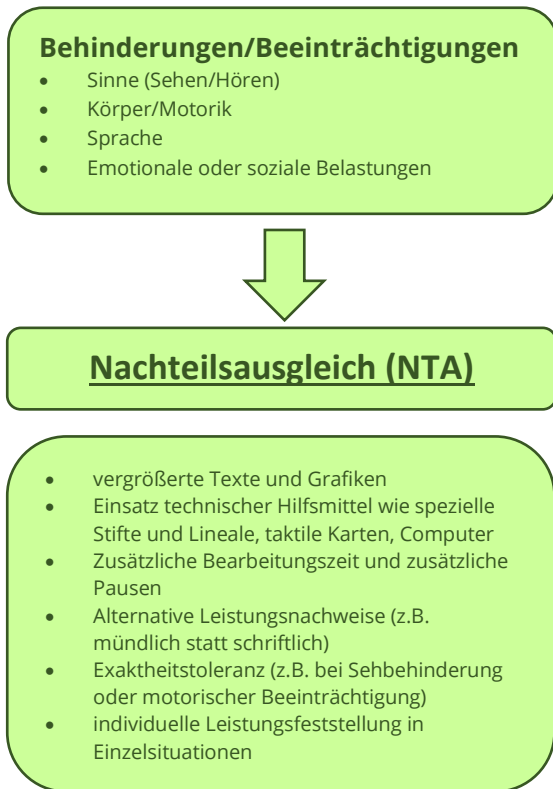 Behinderungen/Beeinträchtigungen
• Sinne (Sehen/Hören)
• Körper/Motorik
• Sprache
• Emotionale oder soziale Belastungen
Nachteilsausgleich (NTA)
• vergrößerte Texte und Grafiken
• Einsatz technischer Hilfsmittel wie spezielle
Stifte und Lineale, taktile Karten, Computer
• Zusätzliche Bearbeitungszeit und zusätzliche
Pausen
• Alternative Leistungsnachweise (z.B.
mündlich statt schriftlich)
• Exaktheitstoleranz (z.B. bei Sehbehinderung
oder motorischer Beeinträchtigung)
• individuelle Leistungsfeststellung in
Einzelsituationen